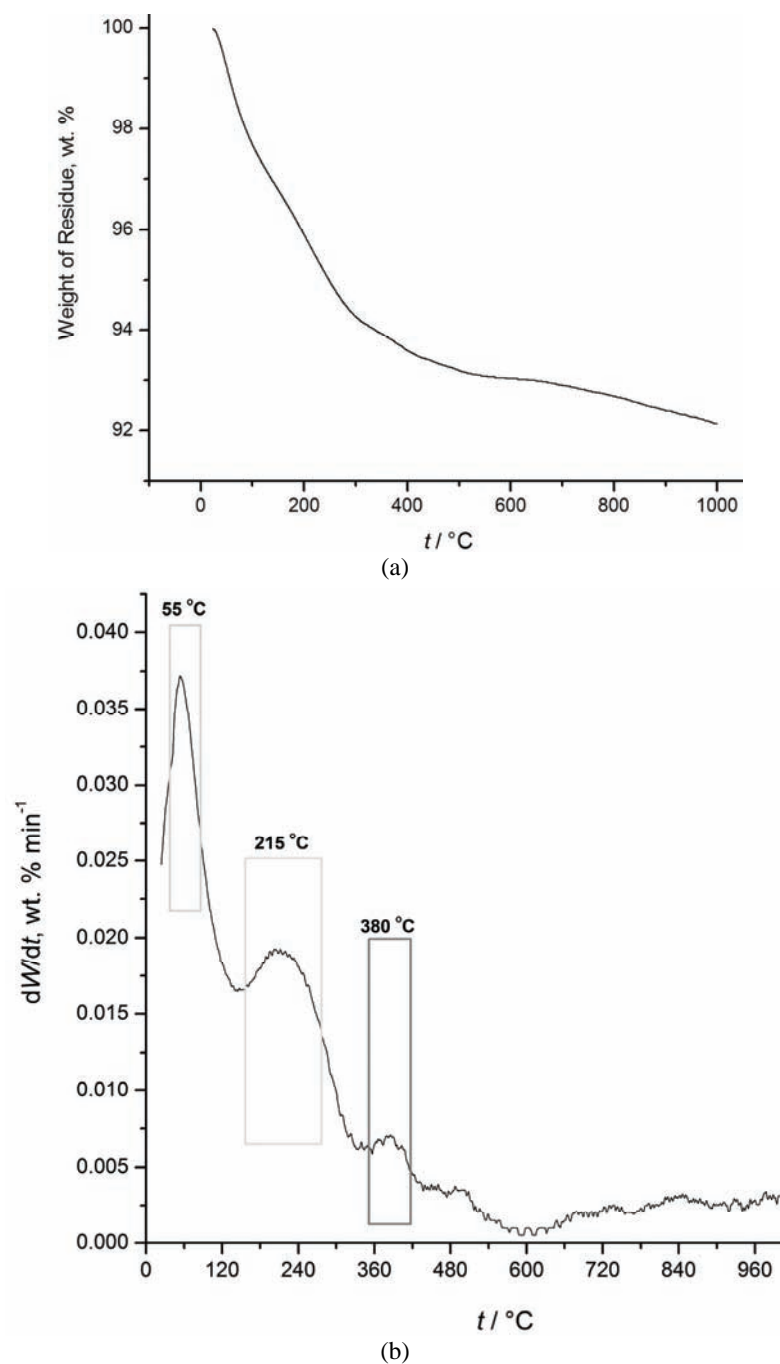 100
98
96
94
92
Weight of Residue, wt. %
0 200 400 600 800 1000
t / °C
(a)
55 °C
215 °C
380 °C
0.040
0.035
0.030
0.025
0.020
0.015
0.010
0.005
0.000
dW/dt, wt. % min⁻¹
0 120 240 360 480 600 720 840 960
t / °C
(b)